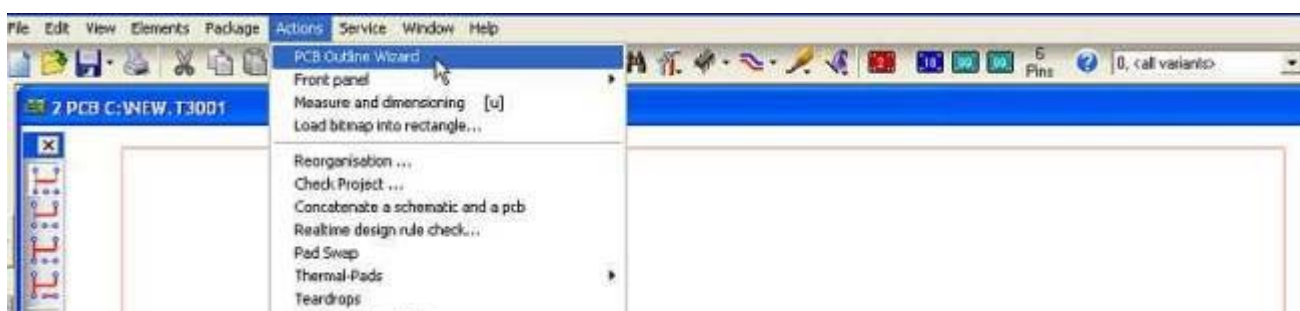 File Edit View Elements Package Actions Service Window Help
PCB Outline Wizard
6
Pins
0, <all variants>
Front panel
2 PCB C:\NEW.T3001
Measure and dimensioning [u]
Load bitmap into rectangle...
Reorganisation ...
Check Project ...
Concatenate a schematic and a pcb
Realtime design rule check...
Pad Swap
Thermal-Pads
Teardrops